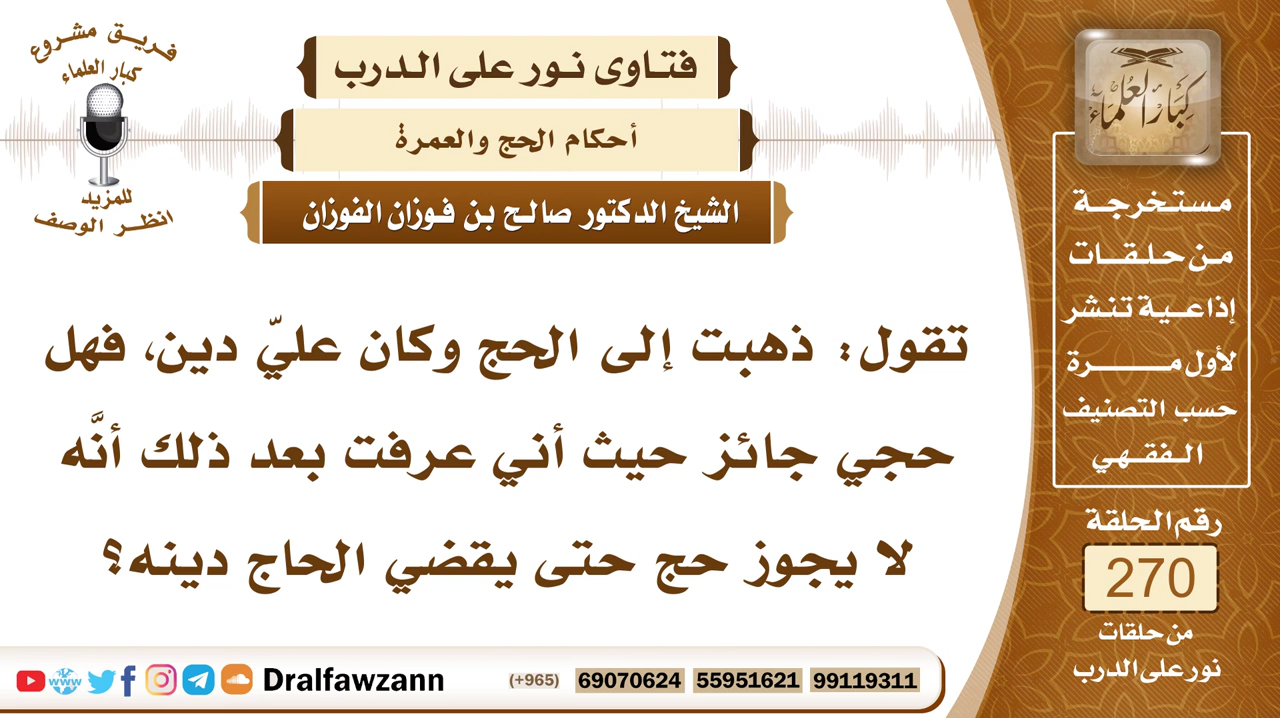 فريق مشروع
كبار العلماء
للمزيد
انظر الوصف
فتاوى نور على الدرب
أحكام الحج والعمرة
الشيخ الدكتور صالح بن فوزان الفوزان
تقول: ذهبت إلى الحج وكان عليّ دين، فهل
حجي جائز حيث أني عرفت بعد ذلك أنَّه
لا يجوز حج حتى يقضي الحاج دينه؟
كبار العلماء
مستخرجة
من حلقات
إذاعية تنشر
لأول مرة
حسب التصنيف
الفقهي
رقم الحلقة
270
من حلقات
نور على الدرب
www Dralfawzann (+965) 69070624 55951621 99119311